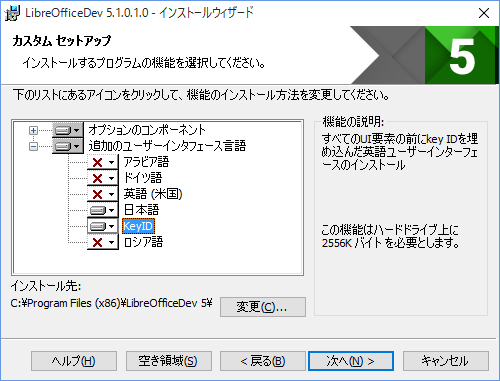 LibreOfficeDev 5.1.0.1.0 - インストールウィザード
カスタム セットアップ
インストールするプログラムの機能を選択してください。
5
下のリストにあるアイコンをクリックして、機能のインストール方法を変更してください。
オプションのコンポーネント
追加のユーザーインタフェース言語
アラビア語
ドイツ語
英語 (米国)
日本語
KeyID
ロシア語
機能の説明:
すべてのUI要素の前にkey IDを埋
め込んだ英語ユーザーインターフェ
ースのインストール
この機能はハードドライブ上に
2556K バイト を必要とします。
インストール先:
C:¥Program Files (x86)¥LibreOfficeDev 5¥
変更(C)...
ヘルプ(H)
空き領域(S)
< 戻る(B)
次へ(N) >
キャンセル